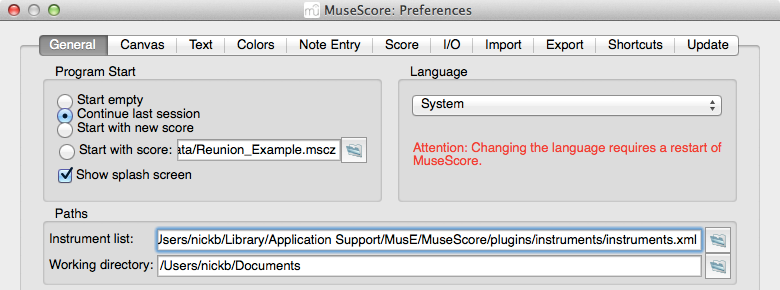 MuseScore: Preferences
General Canvas Text Colors Note Entry Score I/O Import Export Shortcuts Update
Program Start
Start empty
Continue last session
Start with new score
Start with score: ata/Reunion_Example.mscz
Show splash screen
Language
System
Attention: Changing the language requires a restart of
MuseScore.
Paths
Instrument list: Jsers/nickb/Library/Application Support/MusE/MuseScore/plugins/instruments/instruments.xml
Working directory: /Users/nickb/Documents